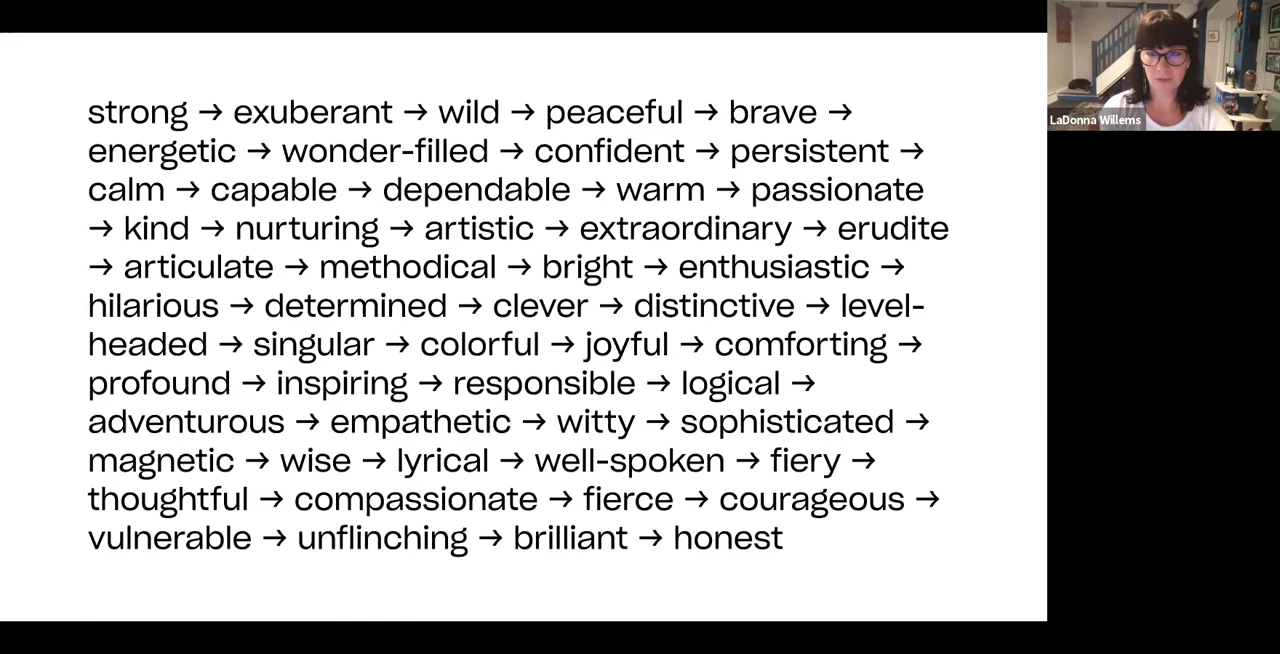 strong → exuberant → wild → peaceful → brave →
energetic → wonder-filled → confident → persistent →
calm → capable → dependable → warm → passionate
→ kind → nurturing → artistic → extraordinary → erudite
→ articulate → methodical → bright → enthusiastic →
hilarious → determined → clever → distinctive → level-
headed → singular → colorful → joyful → comforting →
profound → inspiring → responsible → logical →
adventurous → empathetic → witty → sophisticated →
magnetic → wise → lyrical → well-spoken → fiery →
thoughtful → compassionate → fierce → courageous →
vulnerable → unflinching → brilliant → honest
LaDonna Willems